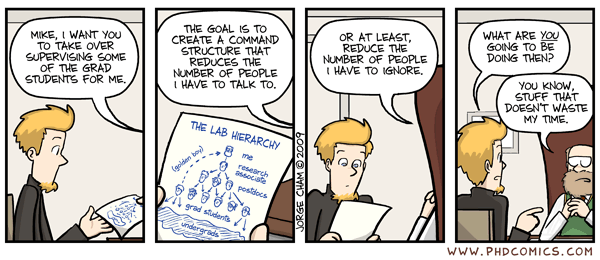 MIKE, I WANT YOU
TO TAKE OVER
SUPERVISING SOME
OF THE GRAD
STUDENTS FOR ME.
THE GOAL IS TO
CREATE A COMMAND
STRUCTURE THAT
REDUCES THE
NUMBER OF PEOPLE
I HAVE TO TALK TO.
THE LAB HIERARCHY
(golden boy)
me
research
associate
postdocs
grad students
undergrads
JORGE CHAM © 2009
OR AT LEAST,
REDUCE THE
NUMBER OF PEOPLE
I HAVE TO IGNORE.
WHAT ARE YOU
GOING TO BE
DOING THEN?
YOU KNOW,
STUFF THAT
DOESN'T WASTE
MY TIME.
WWW.PHDCOMICS.COM